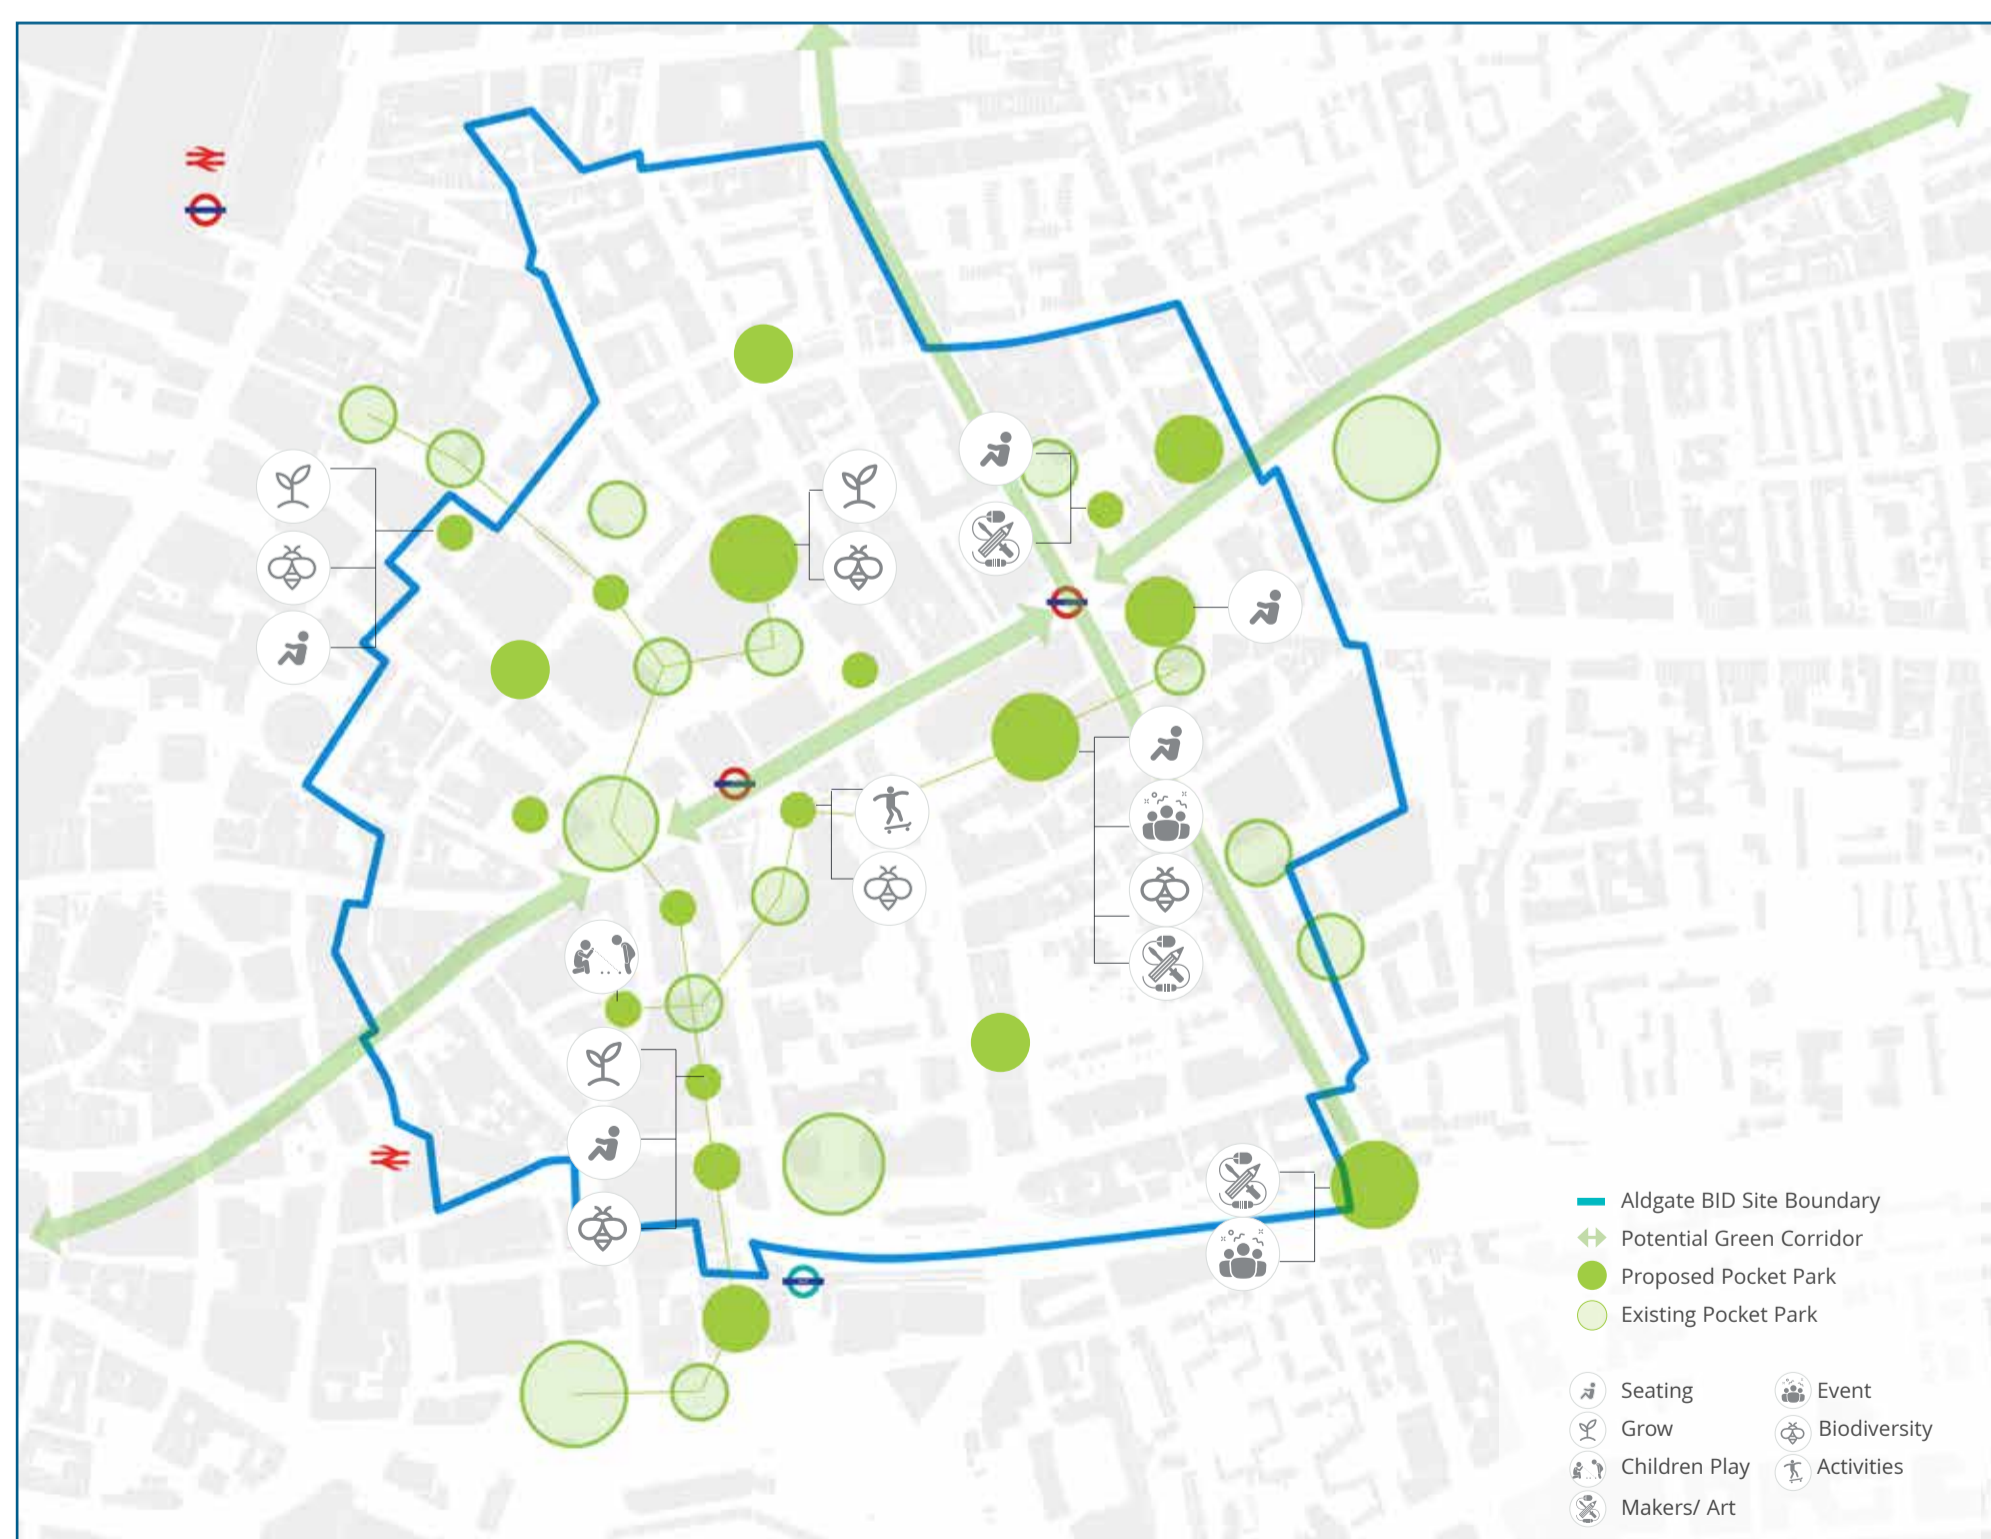 Aldgate BID Site Boundary
Potential Green Corridor
Proposed Pocket Park
Existing Pocket Park
Seating
Event
Grow
Biodiversity
Children Play
Activities
Makers/ Art